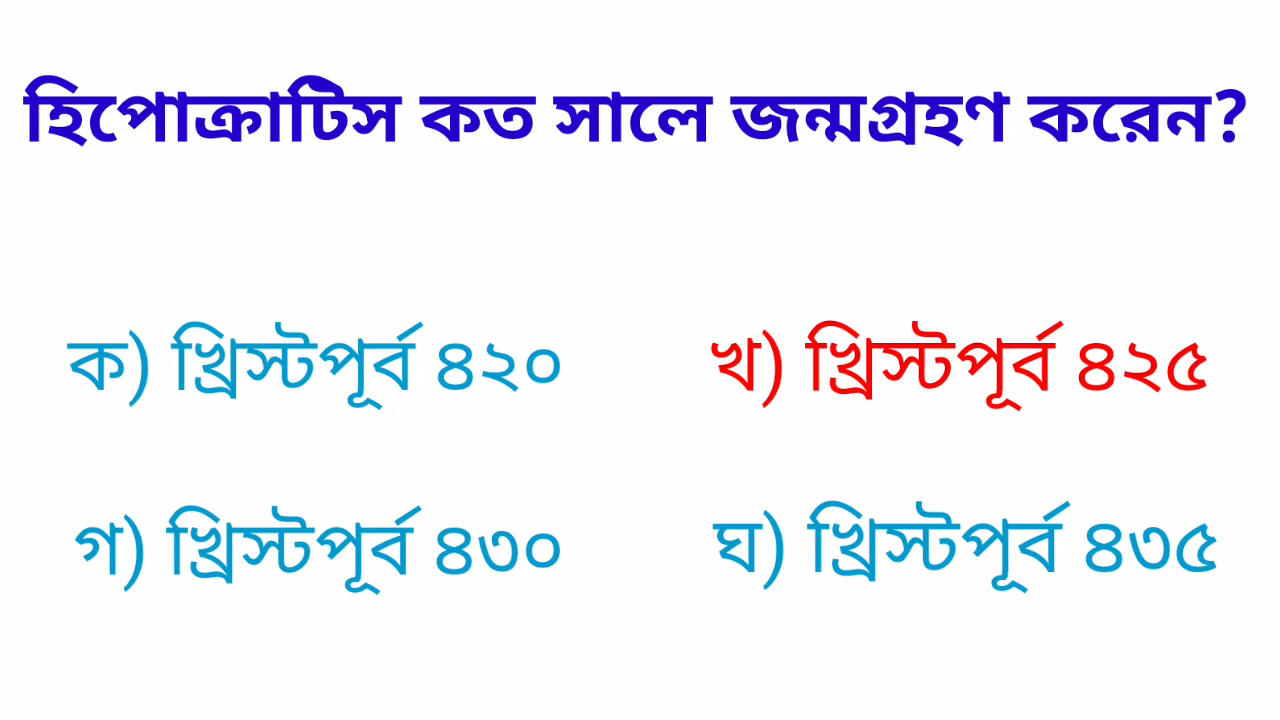 হিপোক্রাটিস কত সালে জন্মগ্রহণ করেন?
ক) খ্রিস্টপূর্ব ৪২০ খ) খ্রিস্টপূর্ব ৪২৫
গ) খ্রিস্টপূর্ব ৪৩০ ঘ) খ্রিস্টপূর্ব ৪৩৫